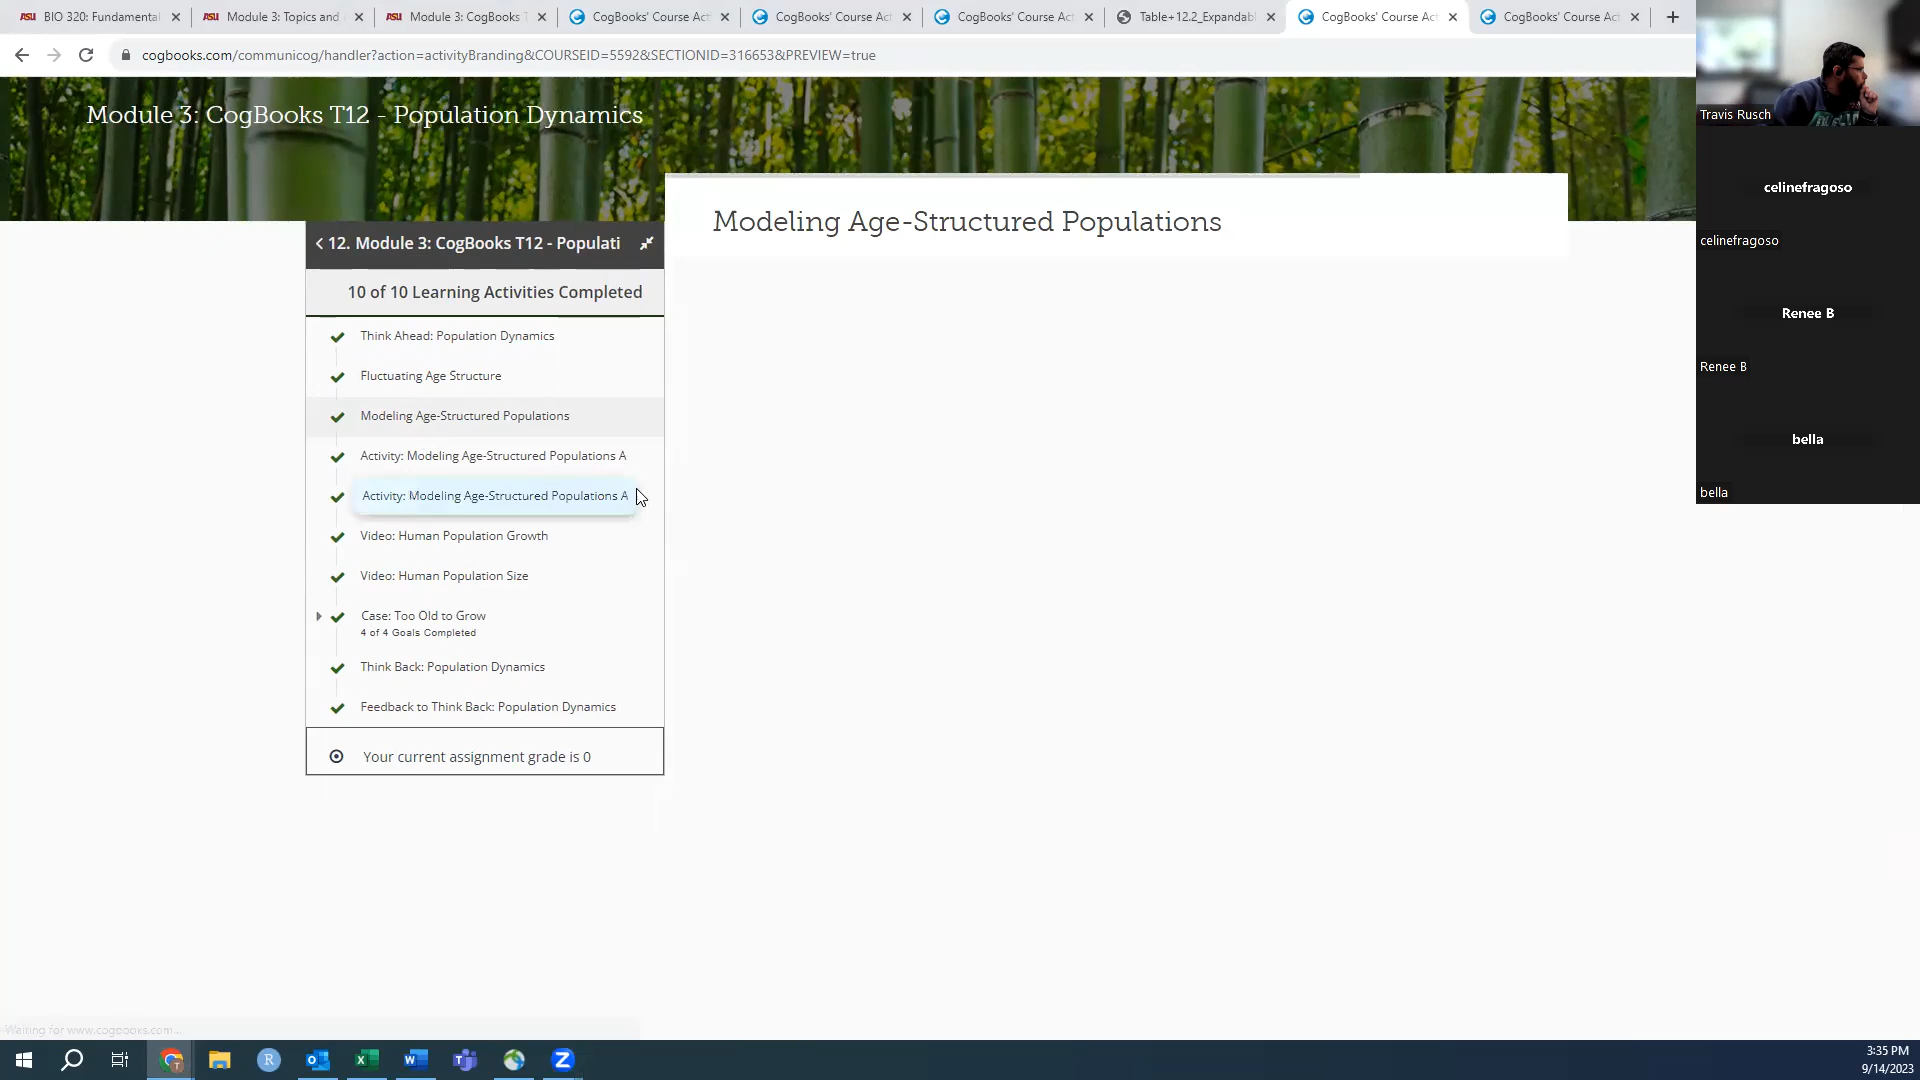 BIO 320: Fundamental
Module 3: Topics and
Module 3: CogBooks T
CogBooks' Course Act
CogBooks' Course Act
CogBooks' Course Act
Table+12.2_Expandabl
CogBooks' Course Act
CogBooks' Course Act
cogbooks.com/communicog/handler?action=activityBranding&COURSEID=5592&SECTIONID=316653&PREVIEW=true
Module 3: CogBooks T12 - Population Dynamics
Modeling Age-Structured Populations
12. Module 3: CogBooks T12 - Populati
10 of 10 Learning Activities Completed
Think Ahead: Population Dynamics
Fluctuating Age Structure
Modeling Age-Structured Populations
Activity: Modeling Age-Structured Populations A
Activity: Modeling Age-Structured Populations A
Video: Human Population Growth
Video: Human Population Size
Case: Too Old to Grow
4 of 4 Goals Completed
Think Back: Population Dynamics
Feedback to Think Back: Population Dynamics
Your current assignment grade is 0
Travis Rusch
celinefragoso
celinefragoso
Renee B
Renee B
bella
bella
Waiting for www.cogbooks.com...
3:35 PM
9/14/2023